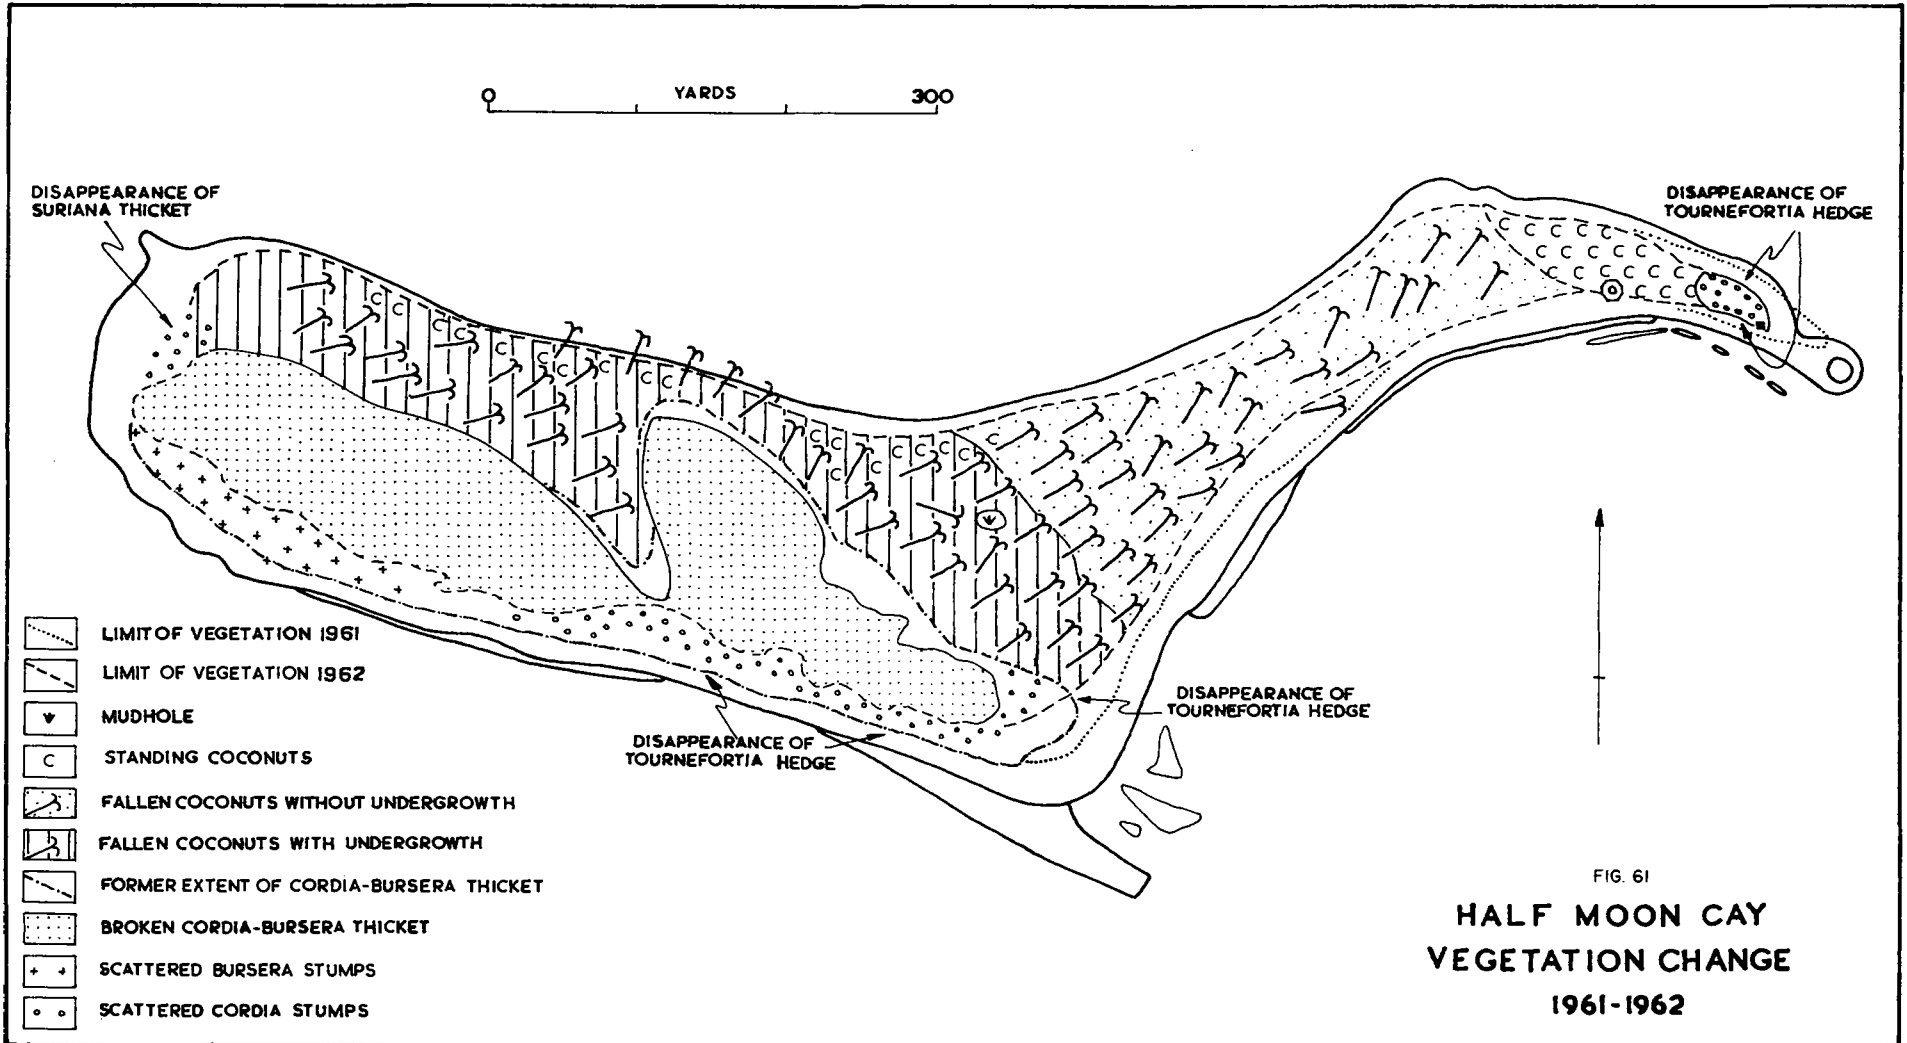 0 YARDS 300
DISAPPEARANCE OF
SURIANA THICKET
DISAPPEARANCE OF
TOURNEFORTIA HEDGE
DISAPPEARANCE OF
TOURNEFORTIA HEDGE
DISAPPEARANCE OF
TOURNEFORTIA HEDGE
LIMIT OF VEGETATION 1961
LIMIT OF VEGETATION 1962
MUDHOLE
C STANDING COCONUTS
FALLEN COCONUTS WITHOUT UNDERGROWTH
FALLEN COCONUTS WITH UNDERGROWTH
FORMER EXTENT OF CORDIA-BURSERA THICKET
BROKEN CORDIA-BURSERA THICKET
SCATTERED BURSERA STUMPS
SCATTERED CORDIA STUMPS
FIG. 61
HALF MOON CAY
VEGETATION CHANGE
1961-1962